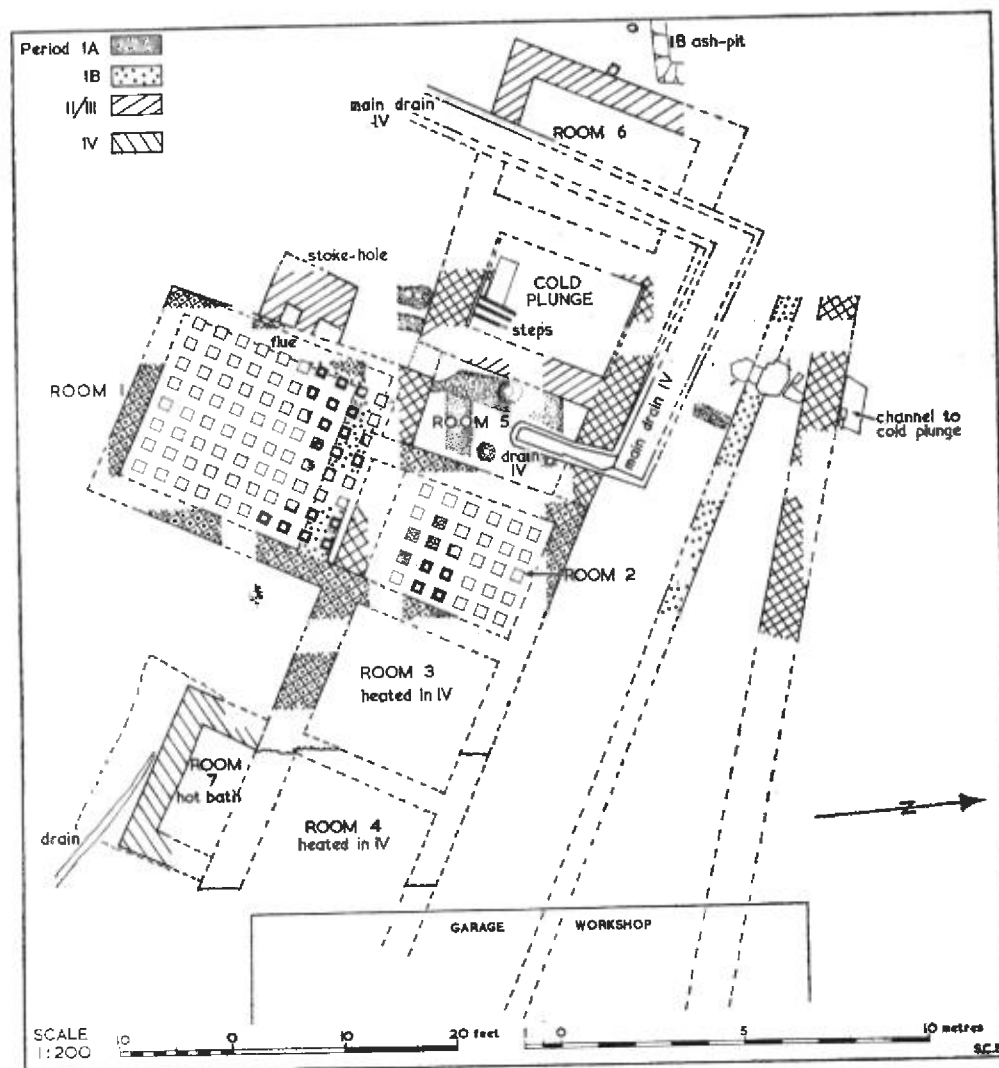 Period IA
IB
II/III
IV
IB ash-pit
main drain
IV
ROOM 6
stoke-hole
COLD
PLUNGE
steps
flue
ROOM 1
ROOM 5
drain
IV
main drain IV
channel to
cold plunge
ROOM 2
ROOM 3
heated in IV
ROOM
7
hot bath
ROOM 4
heated in IV
drain
N
GARAGE WORKSHOP
SCALE
1:200
10 0 10 20 feet
0 5 10 metres